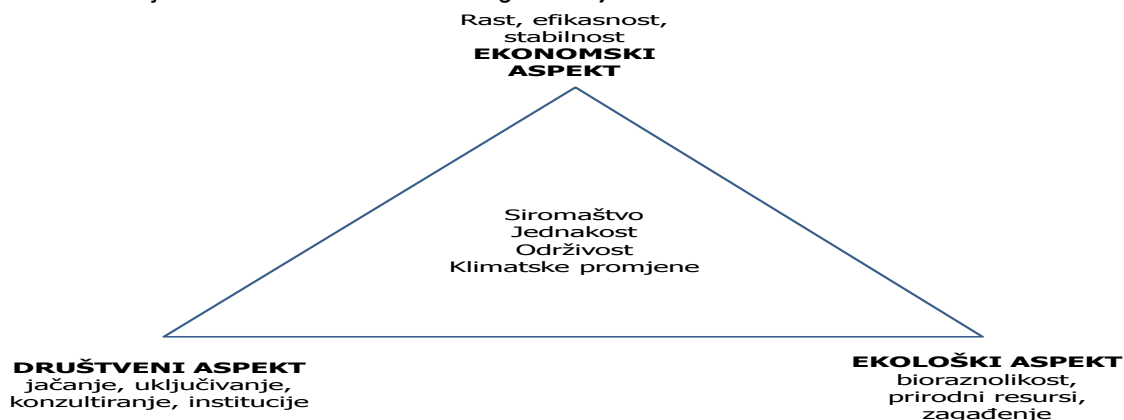 Rast, efikasnost,
stabilnost
EKONOMSKI
ASPEKT
Siromaštvo
Jednakost
Održivost
Klimatske promjene
DRUŠTVENI ASPEKT
jačanje, uključivanje,
konzultiranje, institucije
EKOLOŠKI ASPEKT
bioraznolikost,
prirodni resursi,
zagađenje